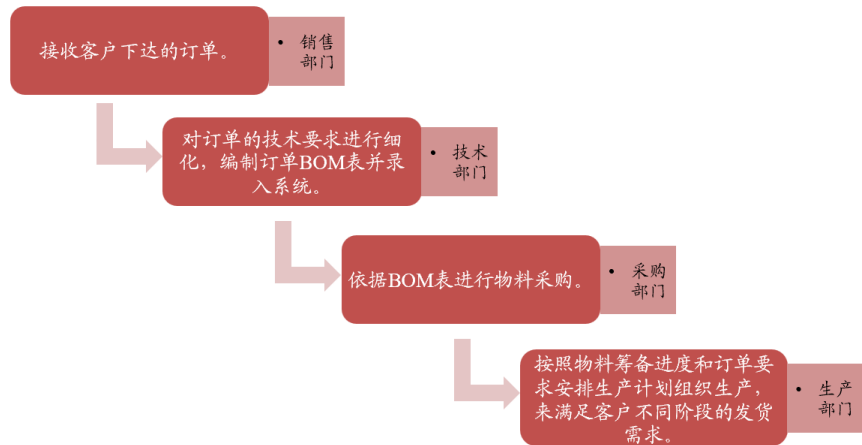 接收客户下达的订单。
• 销售
部门
对订单的技术要求进行细
化，编制订单BOM表并录
入系统。
• 技术
部门
依据BOM表进行物料采购。
• 采购
部门
按照物料筹备进度和订单要
求安排生产计划组织生产，
来满足客户不同阶段的发货
需求。
• 生产
部门